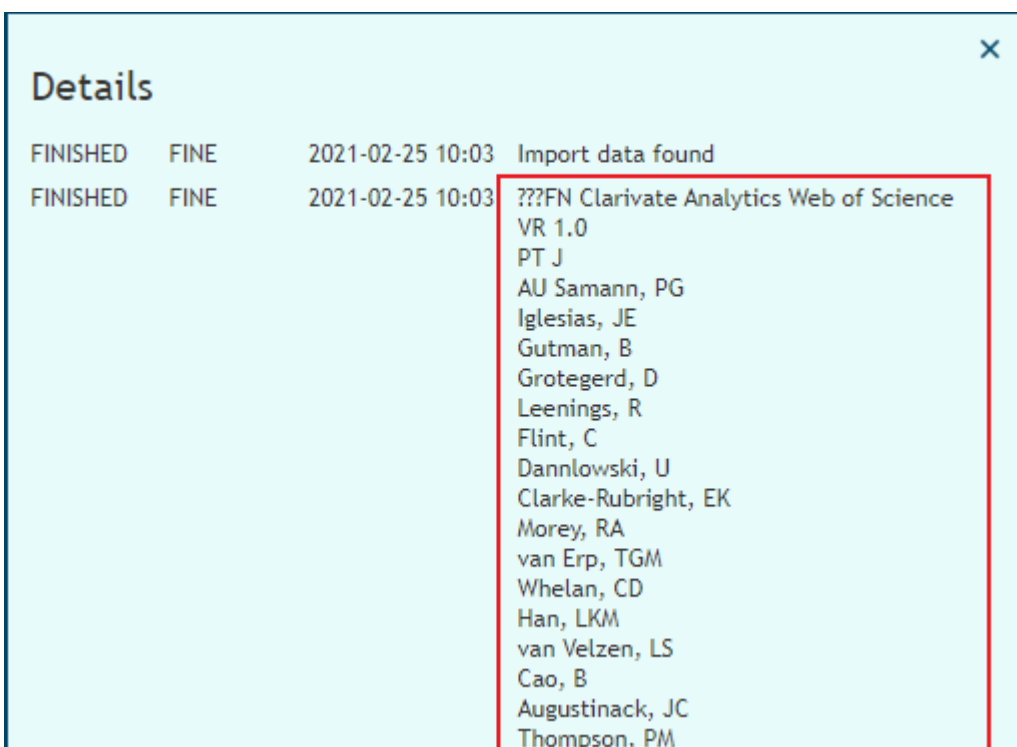 Details
FINISHED FINE 2021-02-25 10:03 Import data found
FINISHED FINE 2021-02-25 10:03 ???FN Clarivate Analytics Web of Science
VR 1.0
PT J
AU Samann, PG
Iglesias, JE
Gutman, B
Grotegerd, D
Leenings, R
Flint, C
Dannlowski, U
Clarke-Rubright, EK
Morey, RA
van Erp, TGM
Whelan, CD
Han, LKM
van Velzen, LS
Cao, B
Augustinack, JC
Thompson, PM